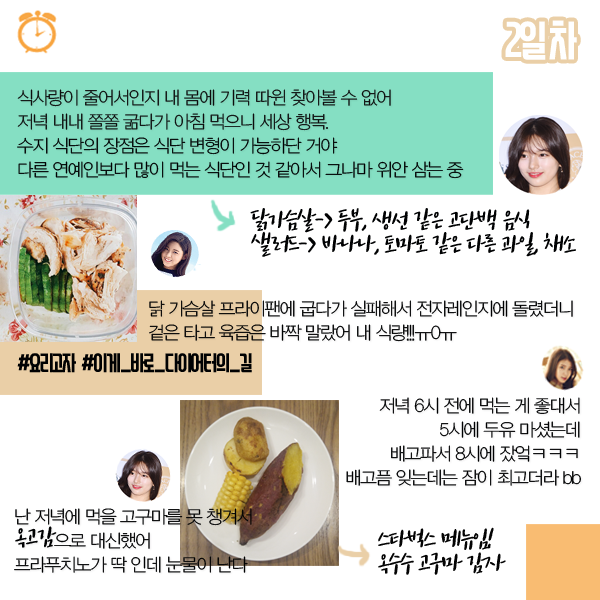 2일차
식사량이 줄어서인지 내 몸에 기력 따윈 찾아볼 수 없어
저녁 내내 쫄쫄 굶다가 아침 먹으니 세상 행복.
수지 식단의 장점은 식단 변형이 가능하단 거야
다른 연예인보다 많이 먹는 식단인 것 같아서 그나마 위안 삼는 중
닭가슴살-> 두부, 생선 같은 고단백 음식
샐러드-> 바나나, 토마토 같은 다른 과일, 채소
닭 가슴살 프라이팬에 굽다가 실패해서 전자레인지에 돌렸더니
겉은 타고 육즙은 바짝 말랐어 내 식량!!!ㅠ0ㅠ
#요리고자 #이게_바로_다이어터의_길
저녁 6시 전에 먹는 게 좋대서
5시에 두유 마셨는데
배고파서 8시에 잤엌ㅋㅋㅋ
배고픔 잊는데는 잠이 최고더라 bb
난 저녁에 먹을 고구마를 못 챙겨서
옥고감으로 대신했어
프라푸치노가 딱 인데 눈물이 난다
스타벅스 메뉴임!
옥수수 고구마 감자